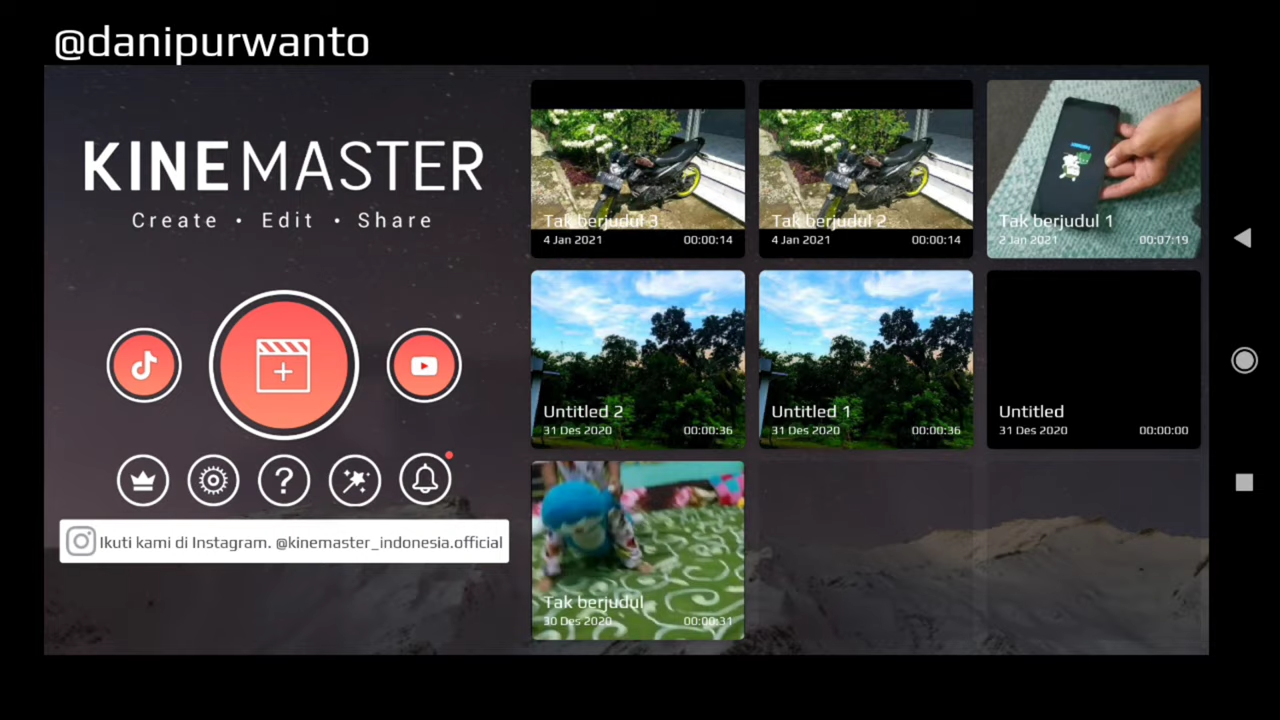 @danipurwanto
KINEMASTER
Create • Edit • Share
Ikuti kami di Instagram. @kinemaster_indonesia.official
Tak berjudul 3
4 Jan 2021 00:00:14
Tak berjudul 2
4 Jan 2021 00:00:14
Tak berjudul 1
2 Jan 2021 00:07:19
Untitled 2
31 Des 2020 00:00:36
Untitled 1
31 Des 2020 00:00:36
Untitled
31 Des 2020 00:00:00
Tak berjudul
30 Des 2020 00:00:31